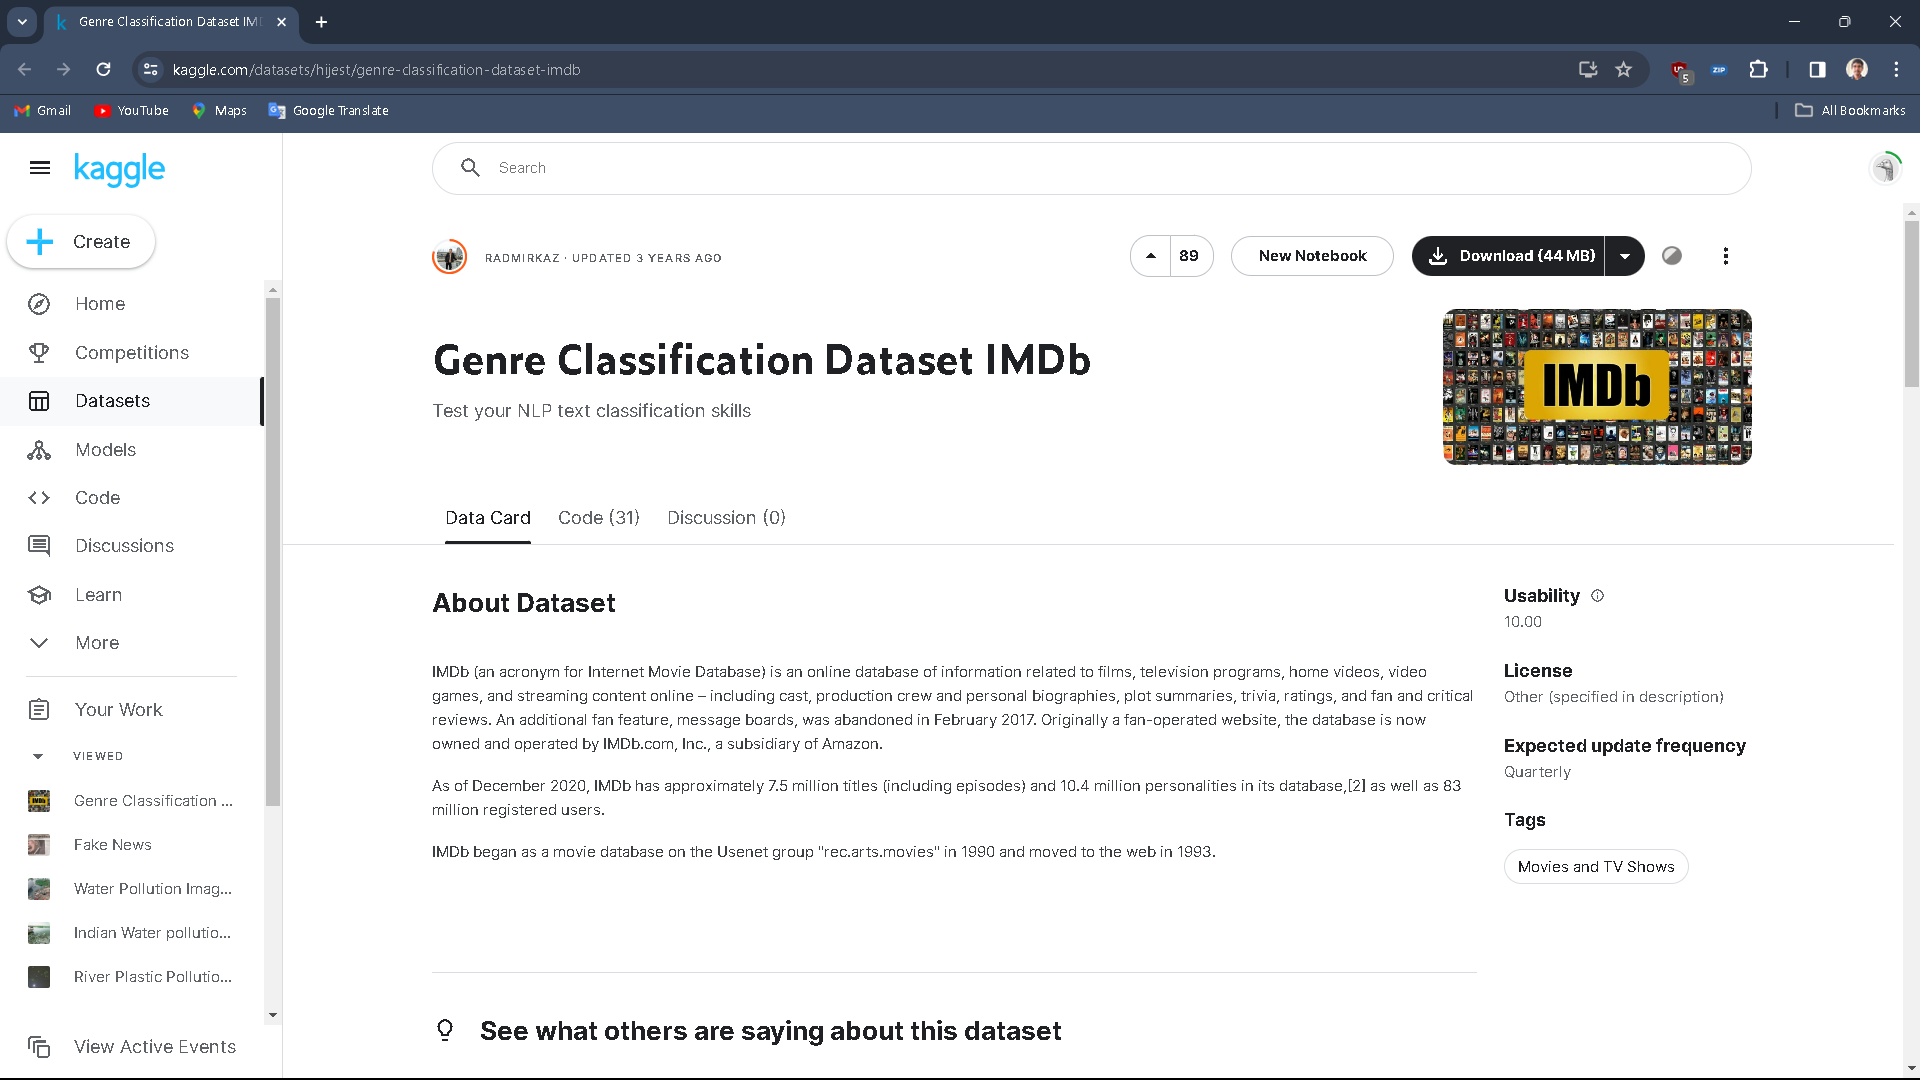 Genre Classification Dataset IM
kaggle.com/datasets/hijest/genre-classification-dataset-imdb
5
ZIP
Gmail
YouTube
Maps
Google Translate
All Bookmarks
kaggle
Search
Create
Home
Competitions
Datasets
Models
Code
Discussions
Learn
More
Your Work
VIEWED
Genre Classification ...
Fake News
Water Pollution Imag...
Indian Water pollutio...
River Plastic Pollutio...
View Active Events
RADMIRKAZ · UPDATED 3 YEARS AGO
89
New Notebook
Download (44 MB)
Genre Classification Dataset IMDb
Test your NLP text classification skills
IMDb
Data Card
Code (31)
Discussion (0)
About Dataset
IMDb (an acronym for Internet Movie Database) is an online database of information related to films, television programs, home videos, video
games, and streaming content online – including cast, production crew and personal biographies, plot summaries, trivia, ratings, and fan and critical
reviews. An additional fan feature, message boards, was abandoned in February 2017. Originally a fan-operated website, the database is now
owned and operated by IMDb.com, Inc., a subsidiary of Amazon.
As of December 2020, IMDb has approximately 7.5 million titles (including episodes) and 10.4 million personalities in its database,[2] as well as 83
million registered users.
IMDb began as a movie database on the Usenet group "rec.arts.movies" in 1990 and moved to the web in 1993.
Usability
10.00
License
Other (specified in description)
Expected update frequency
Quarterly
Tags
Movies and TV Shows
See what others are saying about this dataset